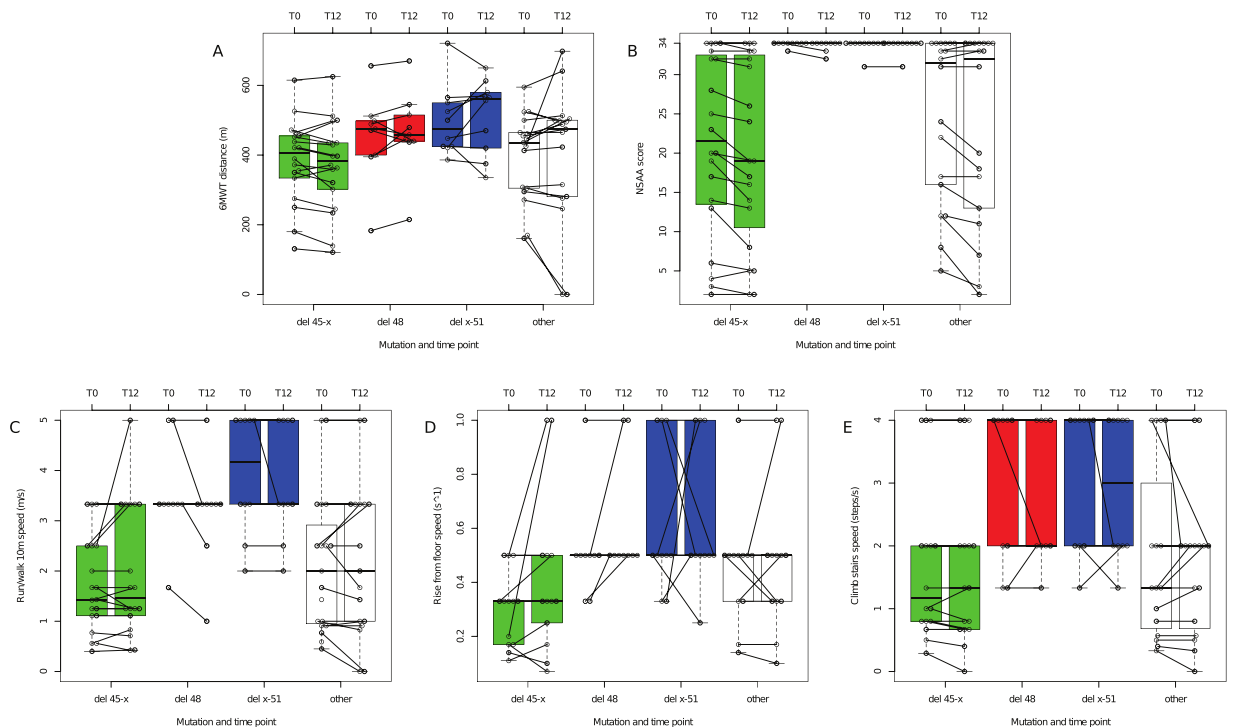 T0 T12 T0 T12 T0 T12 T0 T12
A
6MWT distance (m)
600
400
200
0
del 45-x del 48 del x-51 other
Mutation and time point
T0 T12 T0 T12 T0 T12 T0 T12
B
NSAA score
34
30
25
20
15
10
5
del 45-x del 48 del x-51 other
Mutation and time point
T0 T12 T0 T12 T0 T12 T0 T12
C
Run/walk 10m speed (m/s)
5
4
3
2
1
0
del 45-x del 48 del x-51 other
Mutation and time point
T0 T12 T0 T12 T0 T12 T0 T12
D
Rise from floor speed (s^1)
1.0
0.8
0.6
0.4
0.2
del 45-x del 48 del x-51 other
Mutation and time point
T0 T12 T0 T12 T0 T12 T0 T12
E
Climb stairs speed (steps/s)
4
3
2
1
0
del 45-x del 48 del x-51 other
Mutation and time point